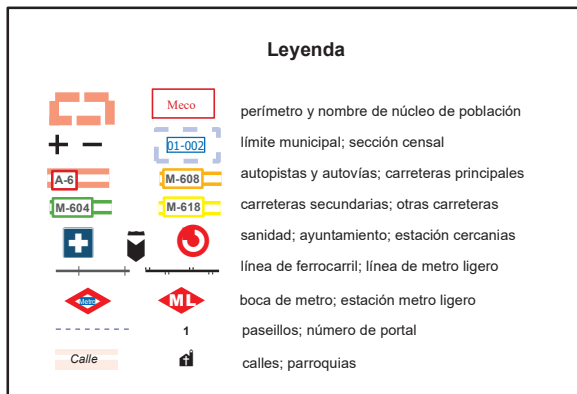 Leyenda
Meco
perímetro y nombre de núcleo de población
01-002
límite municipal; sección censal
A-6
M-608
autopistas y autovías; carreteras principales
M-604
M-618
carreteras secundarias; otras carreteras
sanidad; ayuntamiento; estación cercanias
línea de ferrocarril; línea de metro ligero
Metro
ML
boca de metro; estación metro ligero
1
paseillos; número de portal
Calle
calles; parroquias